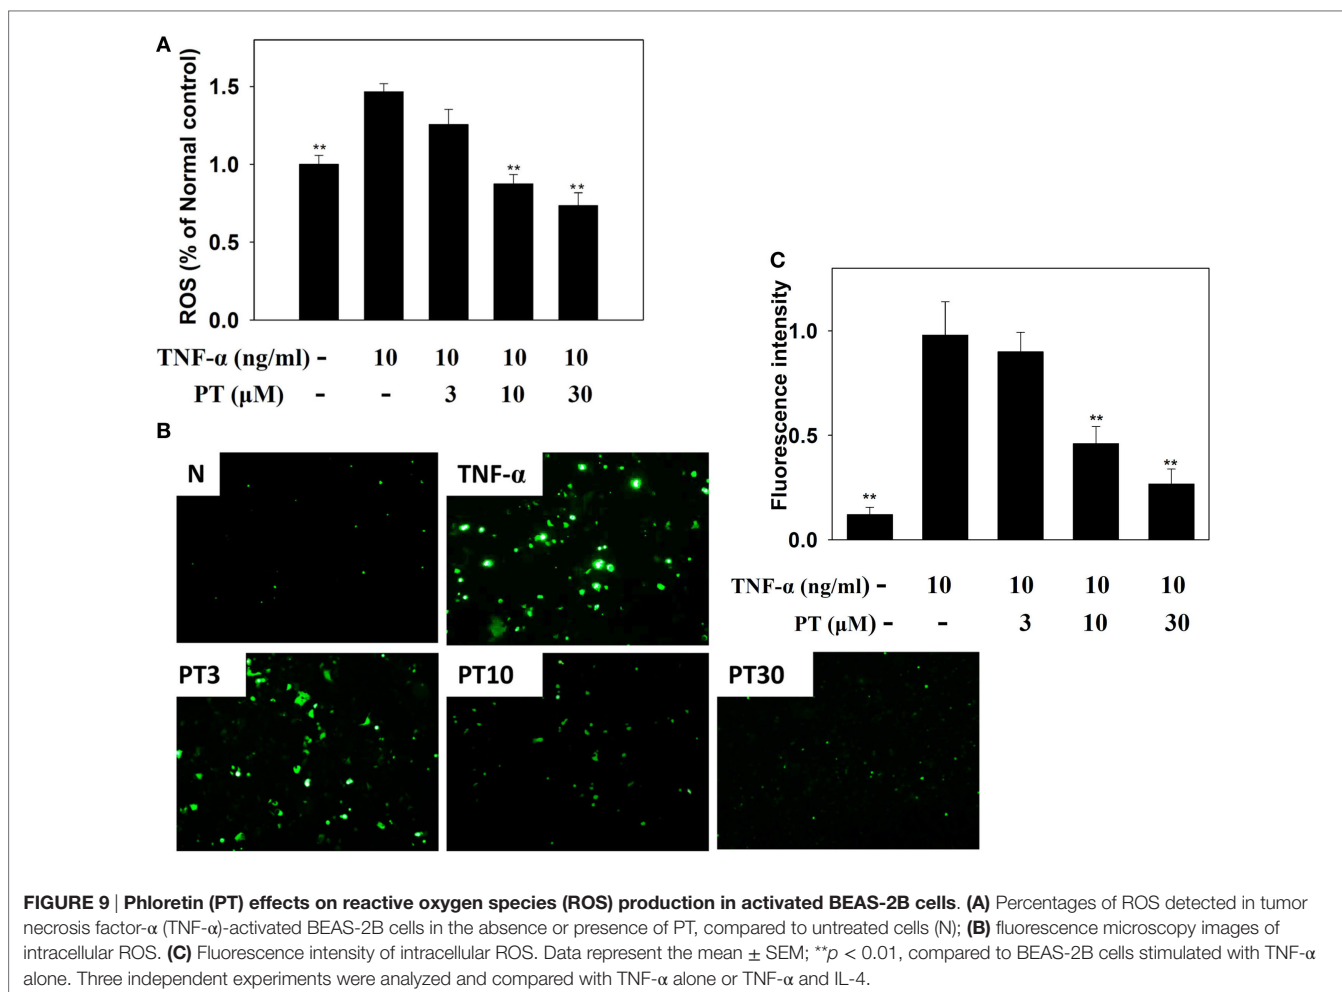 A
ROS (% of Normal control)
1.5
1.0
0.5
0.0
**
**
**
TNF-α (ng/ml) - 10 10 10 10
PT (μM) - - 3 10 30
C
Fluorescence intensity
1.0
0.5
0.0
**
**
**
TNF-α (ng/ml) - 10 10 10 10
PT (μM) - - 3 10 30
B
N
TNF-α
PT3
PT10
PT30
FIGURE 9 | Phloretin (PT) effects on reactive oxygen species (ROS) production in activated BEAS-2B cells. (A) Percentages of ROS detected in tumor
necrosis factor-α (TNF-α)-activated BEAS-2B cells in the absence or presence of PT, compared to untreated cells (N); (B) fluorescence microscopy images of
intracellular ROS. (C) Fluorescence intensity of intracellular ROS. Data represent the mean ± SEM; **p < 0.01, compared to BEAS-2B cells stimulated with TNF-α
alone. Three independent experiments were analyzed and compared with TNF-α alone or TNF-α and IL-4.